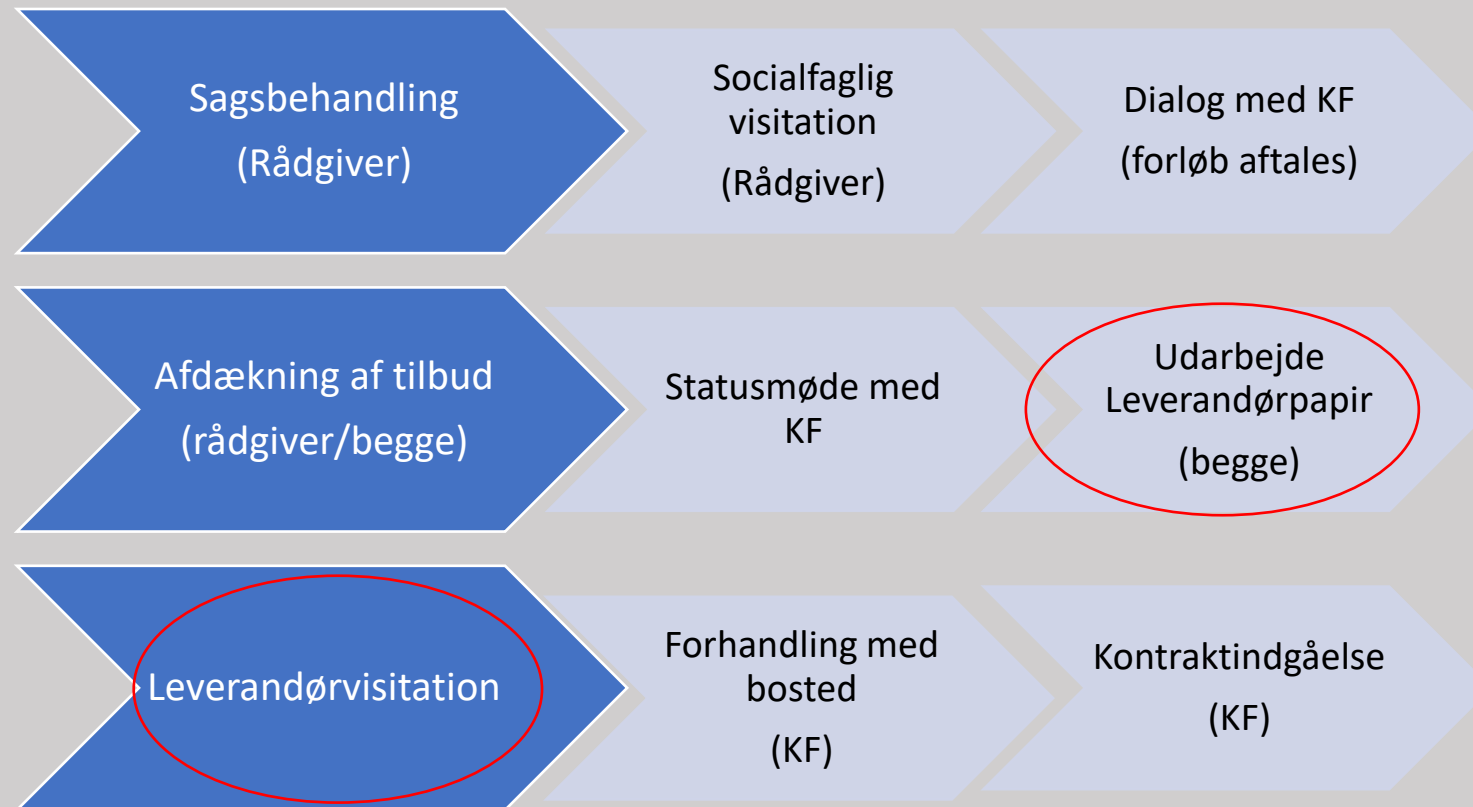 Sagsbehandling
(Rådgiver)
Socialfaglig
visitation
(Rådgiver)
Dialog med KF
(forløb aftales)
Afdækning af tilbud
(rådgiver/begge)
Statusmøde med
KF
Udarbejde
Leverandørpapir
(begge)
Leverandørvisitation
Forhandling med
bosted
(KF)
Kontraktindgåelse
(KF)